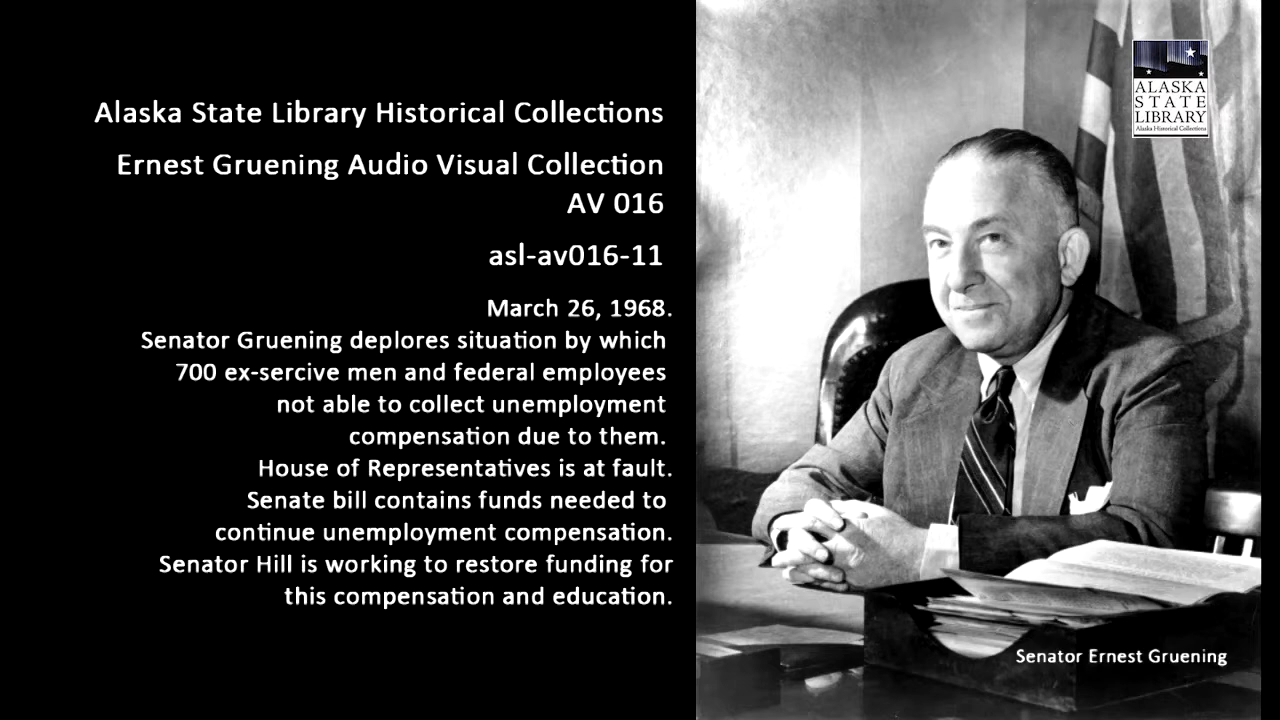 Alaska State Library Historical Collections
Ernest Gruening Audio Visual Collection
AV 016
asl-av016-11
March 26, 1968.
Senator Gruening deplores situation by which
700 ex-sercive men and federal employees
not able to collect unemployment
compensation due to them.
House of Representatives is at fault.
Senate bill contains funds needed to
continue unemployment compensation.
Senator Hill is working to restore funding for
this compensation and education.
ALASKA
STATE
LIBRARY
Alaska Historical Collections
Senator Ernest Gruening